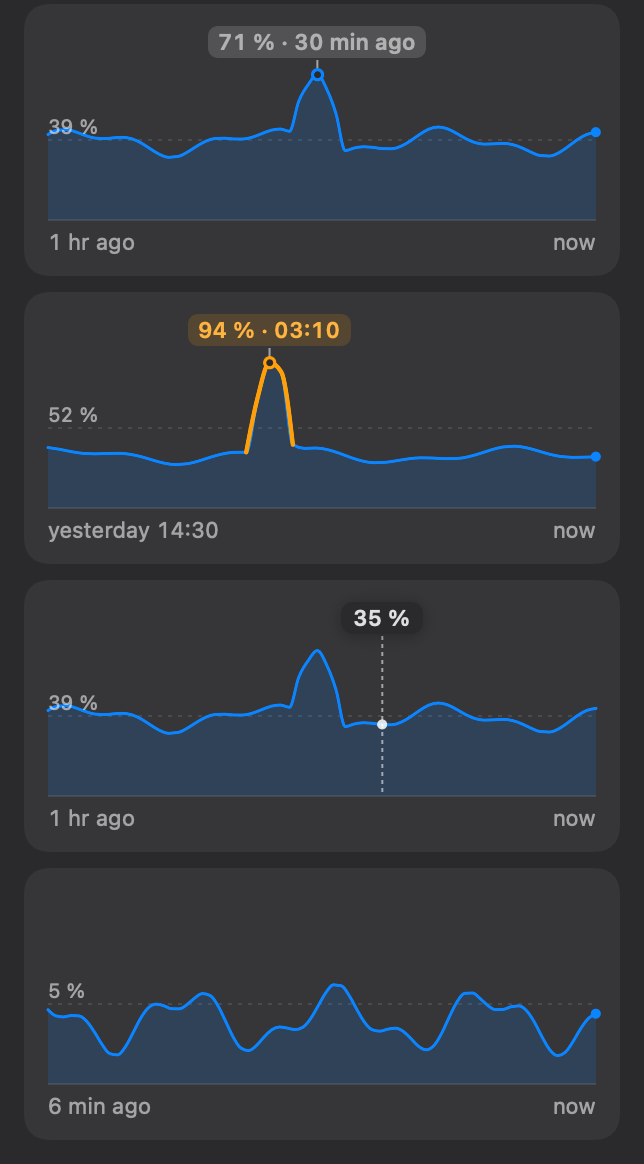 71 % · 30 min ago
39 %
1 hr ago
now
94 % · 03:10
52 %
yesterday 14:30
now
35 %
39 %
1 hr ago
now
5 %
6 min ago
now